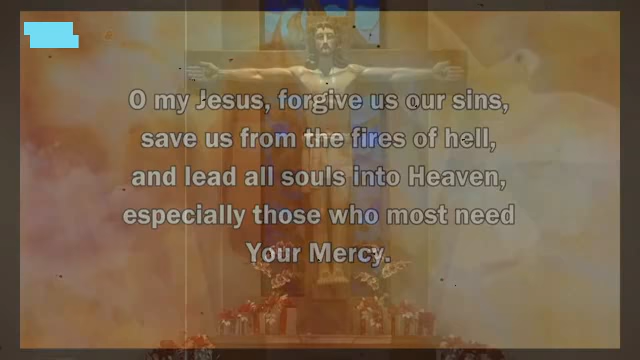 O my Jesus, forgive us our sins,
save us from the fires of hell,
and lead all souls into Heaven,
especially those who most need
Your Mercy.